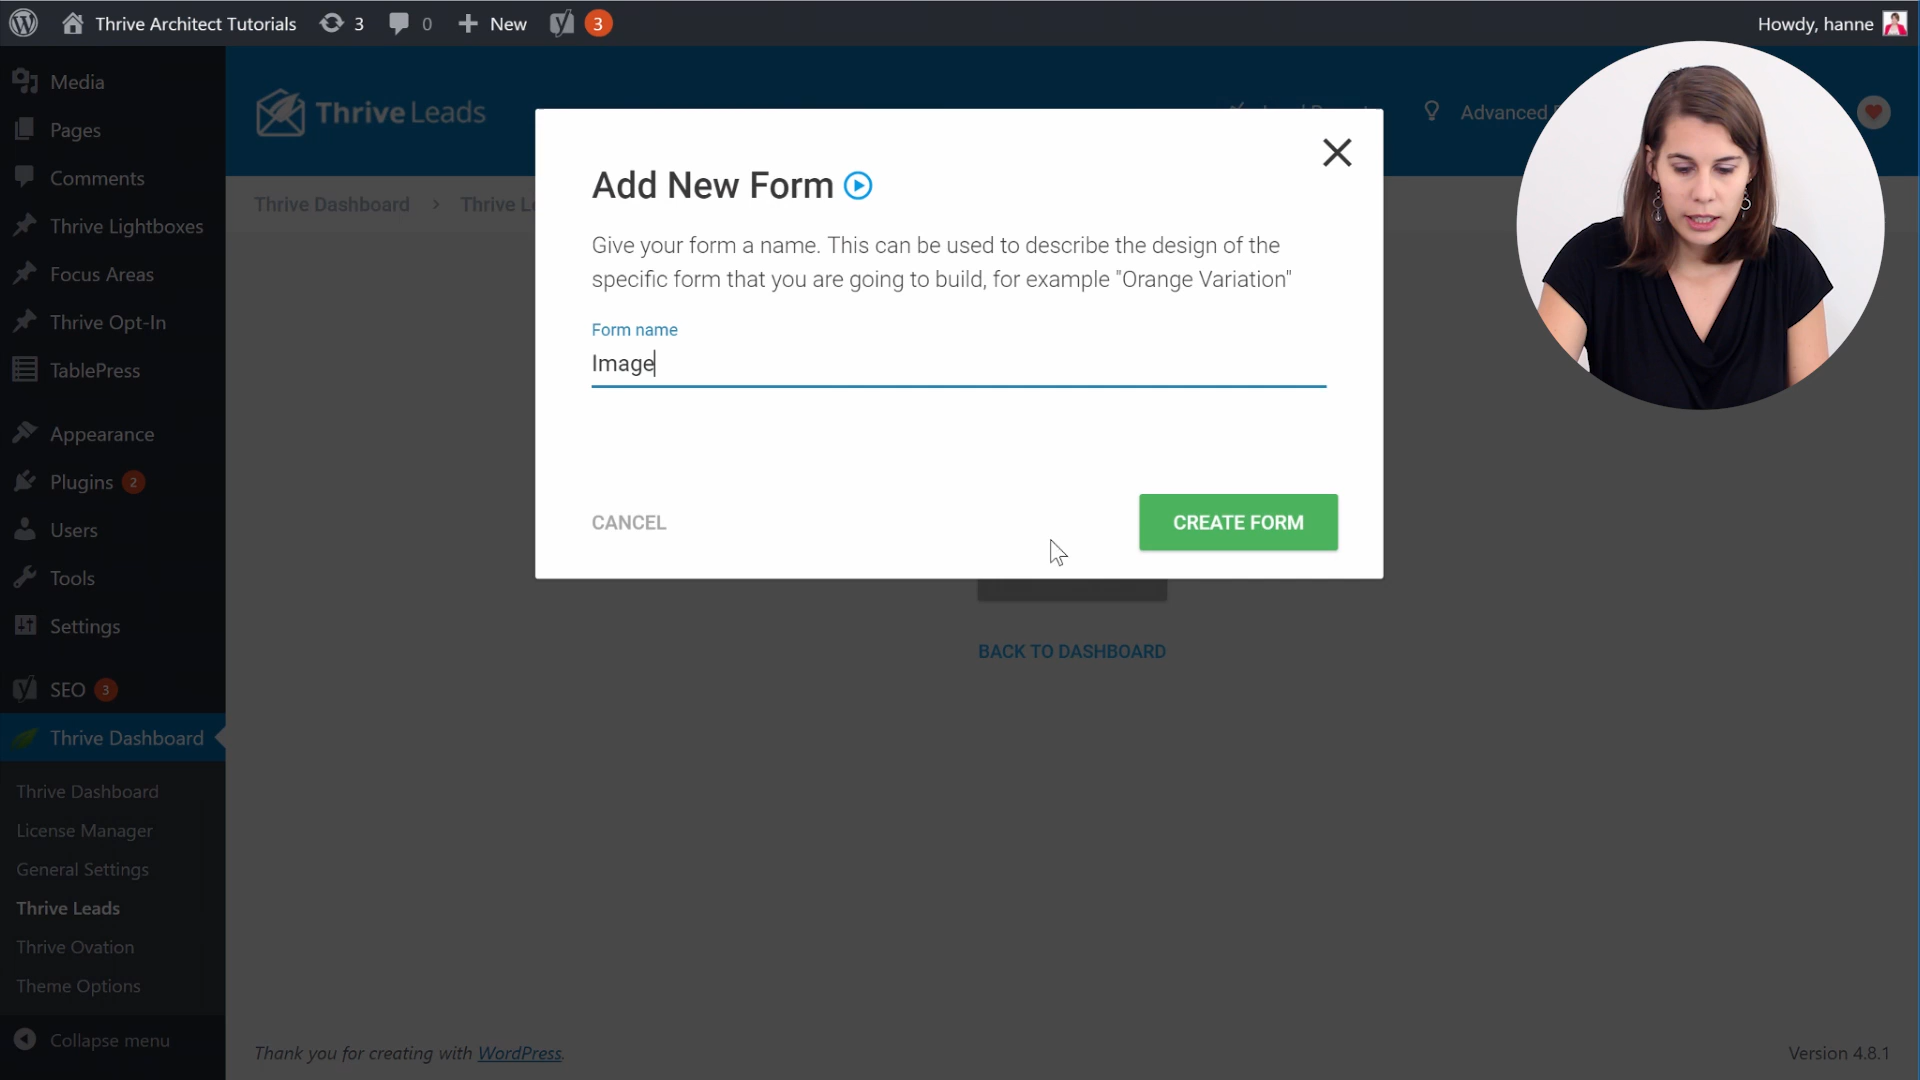 Thrive Architect Tutorials
3
0
New
3
Howdy, hanne
Media
Pages
Comments
Thrive Lightboxes
Focus Areas
Thrive Opt-In
TablePress
Appearance
Plugins 2
Users
Tools
Settings
SEO 3
Thrive Dashboard
Thrive Dashboard
License Manager
General Settings
Thrive Leads
Thrive Ovation
Theme Options
Collapse menu
Thrive Leads
Advanced
Thrive Dashboard >
Add New Form
Give your form a name. This can be used to describe the design of the
specific form that you are going to build, for example "Orange Variation"
Form name
Image
CANCEL
CREATE FORM
BACK TO DASHBOARD
Thank you for creating with WordPress.
Version 4.8.1